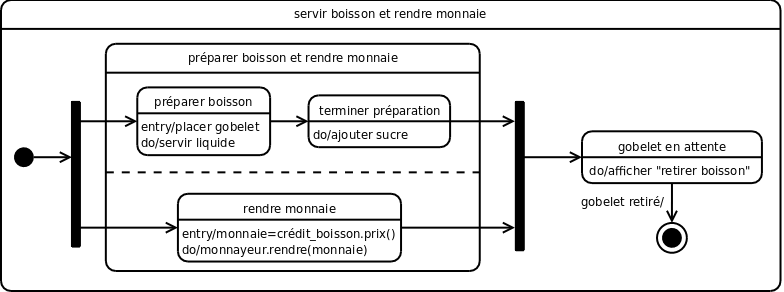 servir boisson et rendre monnaie
préparer boisson et rendre monnaie
préparer boisson
entry/placer gobelet
do/servir liquide
terminer préparation
do/ajouter sucre
rendre monnaie
entry/monnaie=crédit_boisson.prix()
do/monnayeur.rendre(monnaie)
gobelet en attente
do/afficher "retirer boisson"
gobelet retiré/